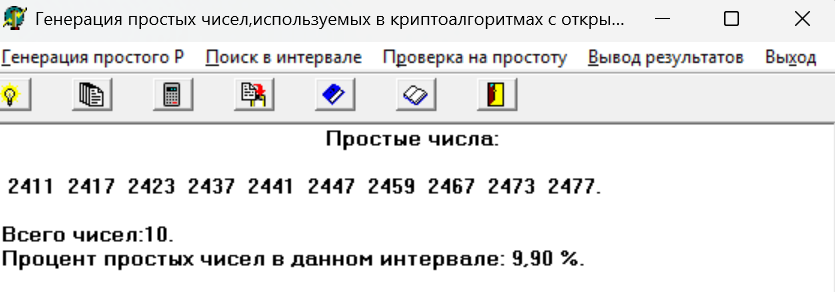 Генерация простых чисел,используемых в криптоалгоритмах с откры...
Генерация простого P Поиск в интервале Проверка на простоту Вывод результатов Выход
Простые числа:
2411 2417 2423 2437 2441 2447 2459 2467 2473 2477.
Всего чисел:10.
Процент простых чисел в данном интервале: 9,90 %.